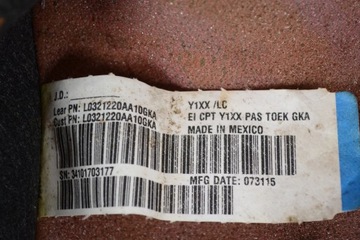 J.D.:
Lear PN: L0321220AA10GKA
Cust PN: L0321220AA10GKA
Y1XX /LC
EI CPT Y1XX PAS TOEK GKA
MADE IN MEXICO
SN: 34101703177
MFG DATE: 073115